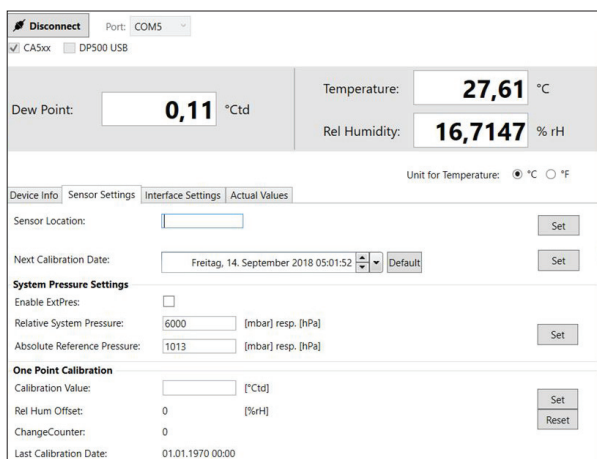 Disconnect Port: COM5
CA5xx DP500 USB
Dew Point: 0,11 °Ctd
Temperature: 27,61 °C
Rel Humidity: 16,7147 % rH
Unit for Temperature: °C °F
Device Info Sensor Settings Interface Settings Actual Values
Sensor Location: Set
Next Calibration Date: Freitag, 14. September 2018 05:01:52 Default Set
System Pressure Settings
Enable ExtPres:
Relative System Pressure: 6000 [mbar] resp. [hPa]
Set
Absolute Reference Pressure: 1013 [mbar] resp. [hPa]
One Point Calibration
Calibration Value: [°Ctd]
Set
Rel Hum Offset: 0 [%rH]
Reset
ChangeCounter: 0
Last Calibration Date: 01.01.1970 00:00